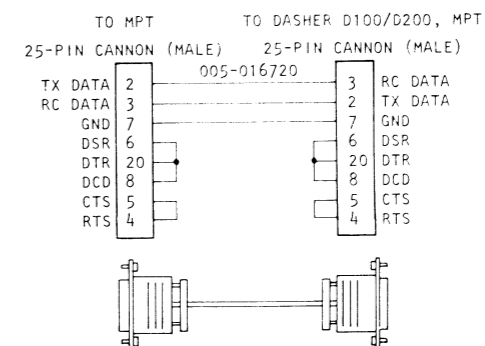 TO MPT TO DASHER D100/D200, MPT
25-PIN CANNON (MALE) 25-PIN CANNON (MALE)
005-016720
TX DATA 2 3 RC DATA
RC DATA 3 2 TX DATA
GND 7 7 GND
DSR 6 6 DSR
DTR 20 20 DTR
DCD 8 8 DCD
CTS 5 5 CTS
RTS 4 4 RTS